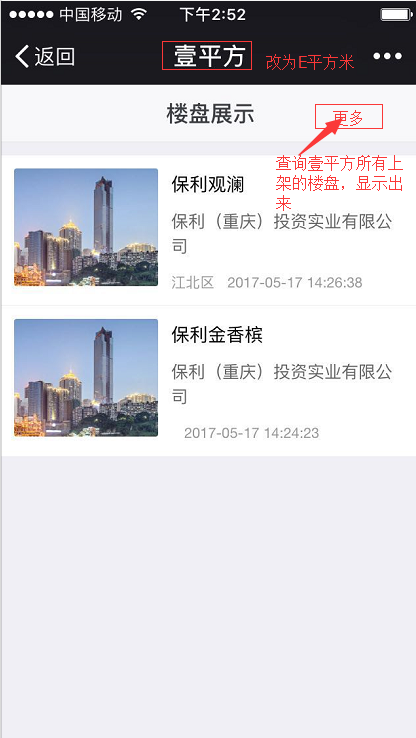 中国移动 下午2:52
返回 壹平方 改为E平方米
楼盘展示 更多
查询壹平方所有上
架的楼盘，显示出
来
保利观澜
保利（重庆）投资实业有限公
司
江北区 2017-05-17 14:26:38
保利金香槟
保利（重庆）投资实业有限公
司
2017-05-17 14:24:23